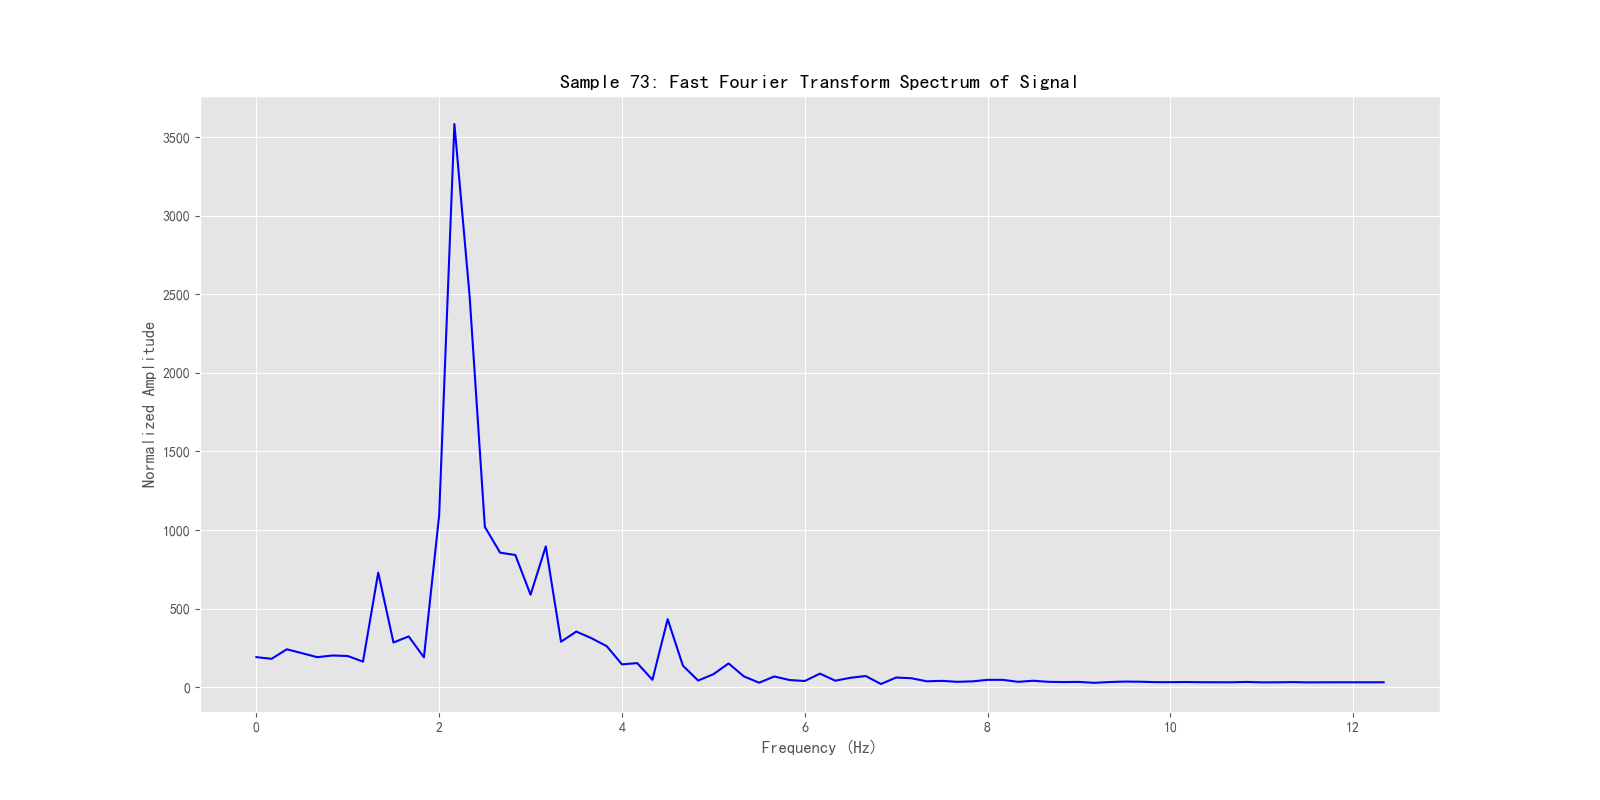 Sample 73: Fast Fourier Transform Spectrum of Signal
3500
3000
2500
2000
1500
1000
500
0
Normalized Amplitude
0 2 4 6 8 10 12
Frequency (Hz)